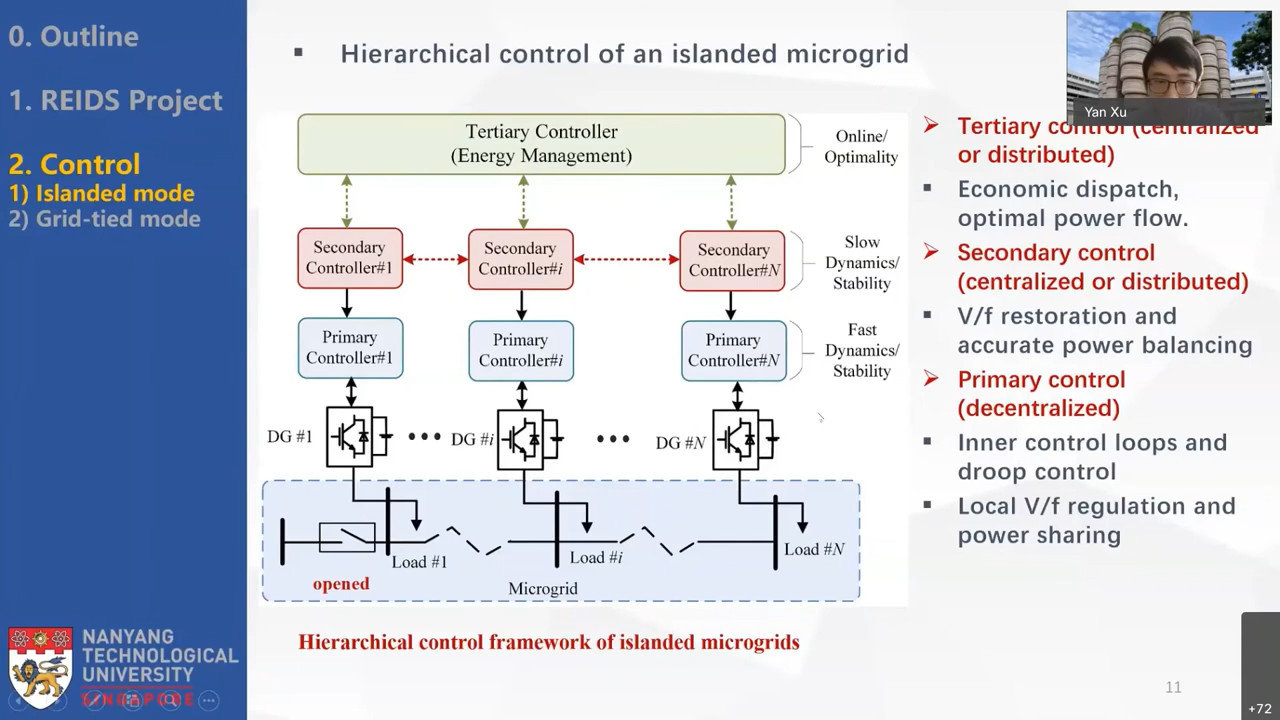 0. Outline
1. REIDS Project
2. Control
1) Islanded mode
2) Grid-tied mode
▪ Hierarchical control of an islanded microgrid
Yan Xu
Tertiary Controller
(Energy Management)
Online/
Optimality
Secondary
Controller#1
Secondary
Controller#i
Secondary
Controller#N
Slow
Dynamics/
Stability
Primary
Controller#1
Primary
Controller#i
Primary
Controller#N
Fast
Dynamics/
Stability
DG #1
DG #i
DG #N
Load #1
Load #i
Load #N
opened
Microgrid
Hierarchical control framework of islanded microgrids
➢ Tertiary control (centralized
or distributed)
▪ Economic dispatch,
optimal power flow.
➢ Secondary control
(centralized or distributed)
▪ V/f restoration and
accurate power balancing
➢ Primary control
(decentralized)
▪ Inner control loops and
droop control
▪ Local V/f regulation and
power sharing
NANYANG
TECHNOLOGICAL
UNIVERSITY
SINGAPORE
11
+72